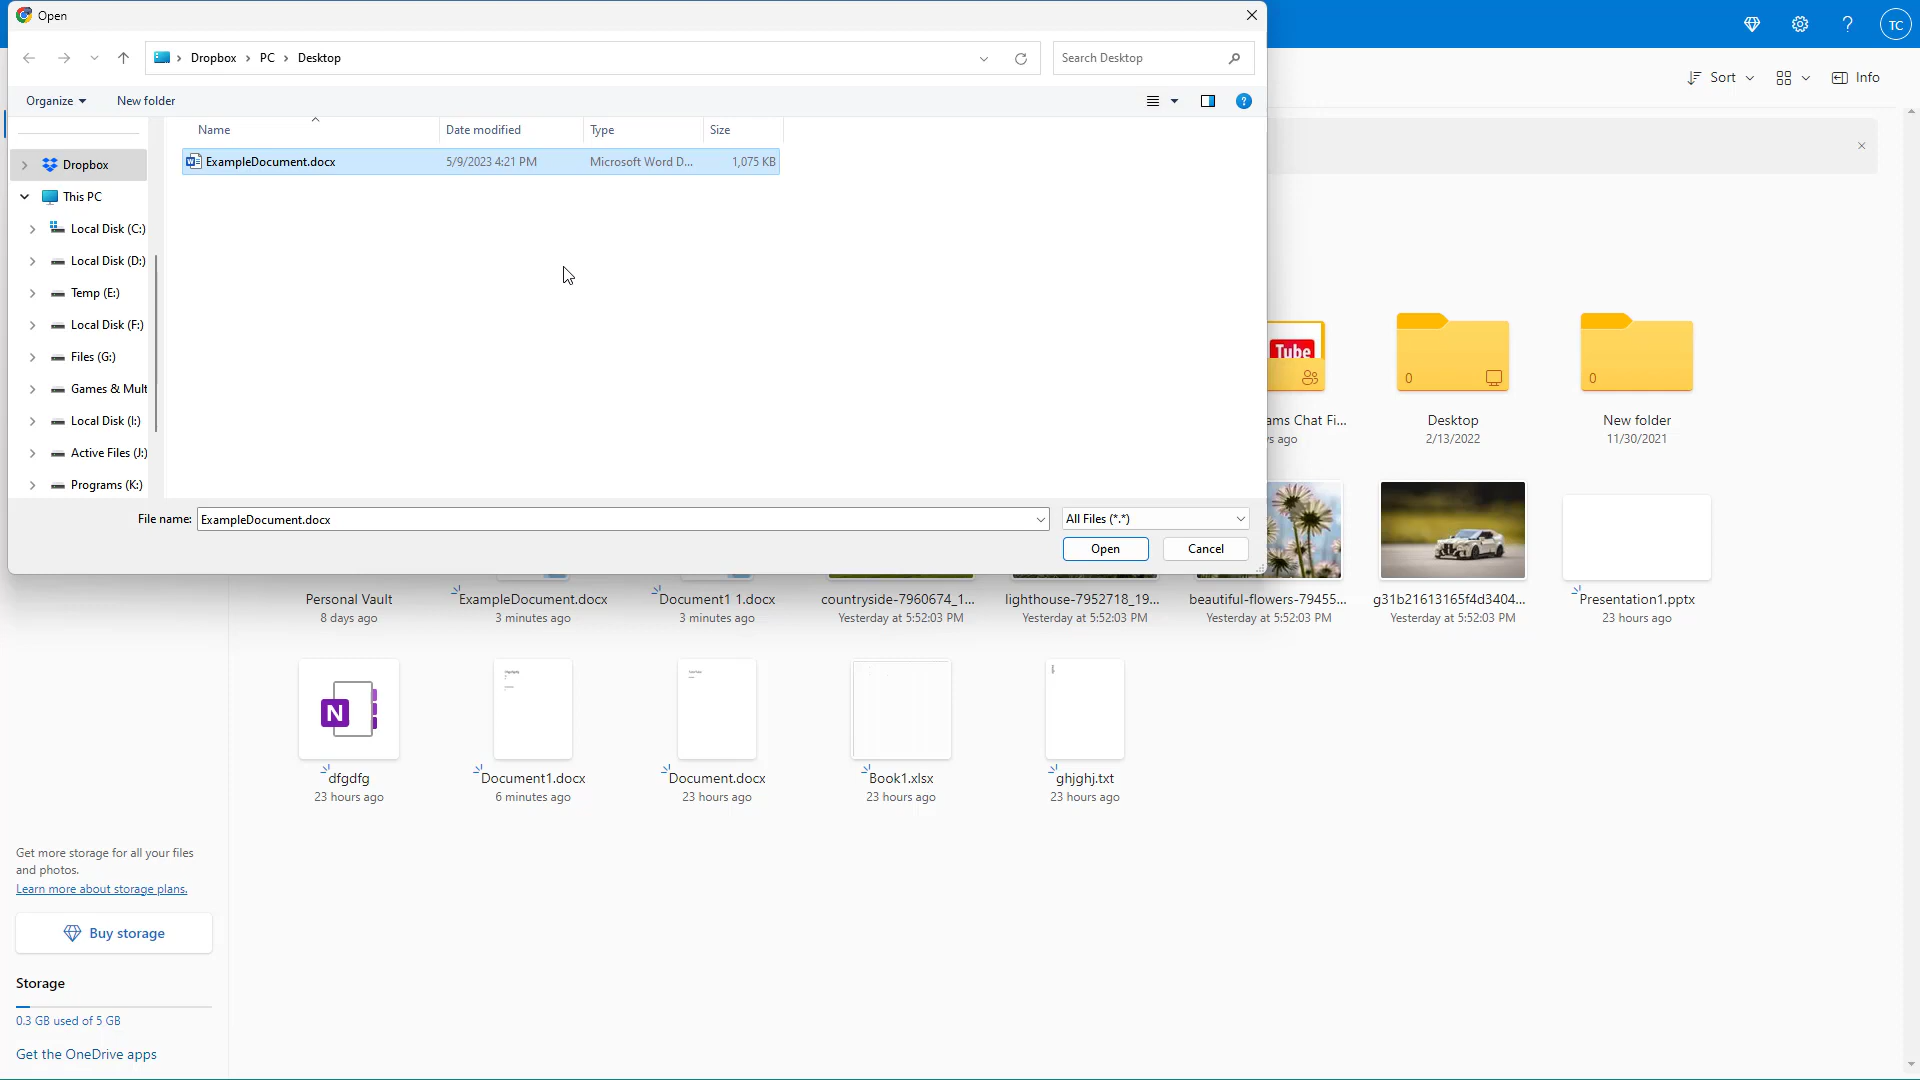 Open
TC
Dropbox
PC
Desktop
Search Desktop
Sort
Info
Organize
New folder
Name
Date modified
Type
Size
ExampleDocument.docx
5/9/2023 4:21 PM
Microsoft Word D...
1,075 KB
Dropbox
This PC
Local Disk (C:)
Local Disk (D:)
Temp (E:)
Local Disk (F:)
Files (G:)
Games & Mult
Local Disk (I:)
Active Files (J:)
Programs (K:)
Tube
0
0
ams Chat Fi...
Desktop
New folder
s ago
2/13/2022
11/30/2021
File name:
ExampleDocument.docx
All Files (*.*)
Open
Cancel
Personal Vault
ExampleDocument.docx
Document1 1.docx
countryside-7960674_1...
lighthouse-7952718_19...
beautiful-flowers-79455...
g31b21613165f4d3404...
Presentation1.pptx
8 days ago
3 minutes ago
3 minutes ago
Yesterday at 5:52:03 PM
Yesterday at 5:52:03 PM
Yesterday at 5:52:03 PM
Yesterday at 5:52:03 PM
23 hours ago
N
dfgdfg
Document1.docx
Document.docx
Book1.xlsx
ghjghj.txt
23 hours ago
6 minutes ago
23 hours ago
23 hours ago
23 hours ago
Get more storage for all your files
and photos.
Learn more about storage plans.
Buy storage
Storage
0.3 GB used of 5 GB
Get the OneDrive apps